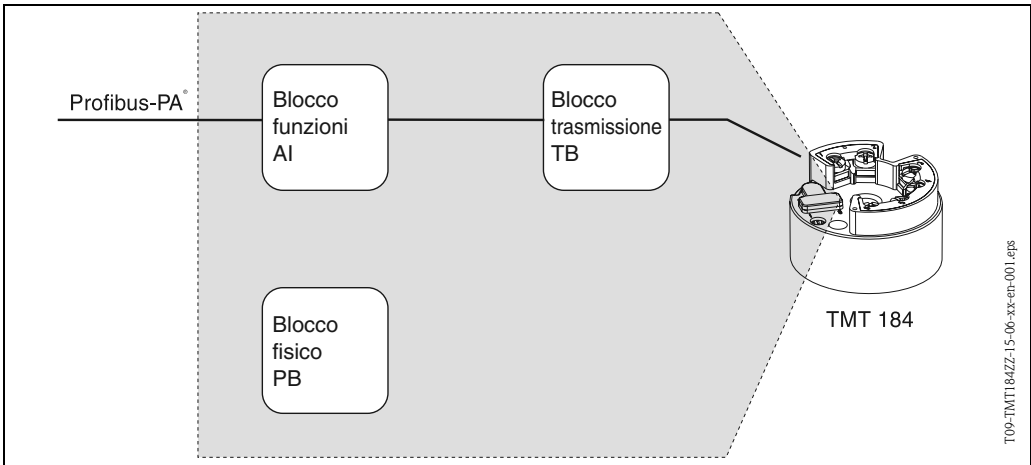 Profibus-PA®
Blocco
funzioni
AI
Blocco
trasmissione
TB
Blocco
fisico
PB
TMT 184
T09-TMT184ZZ-15-06-xx-en-001.eps